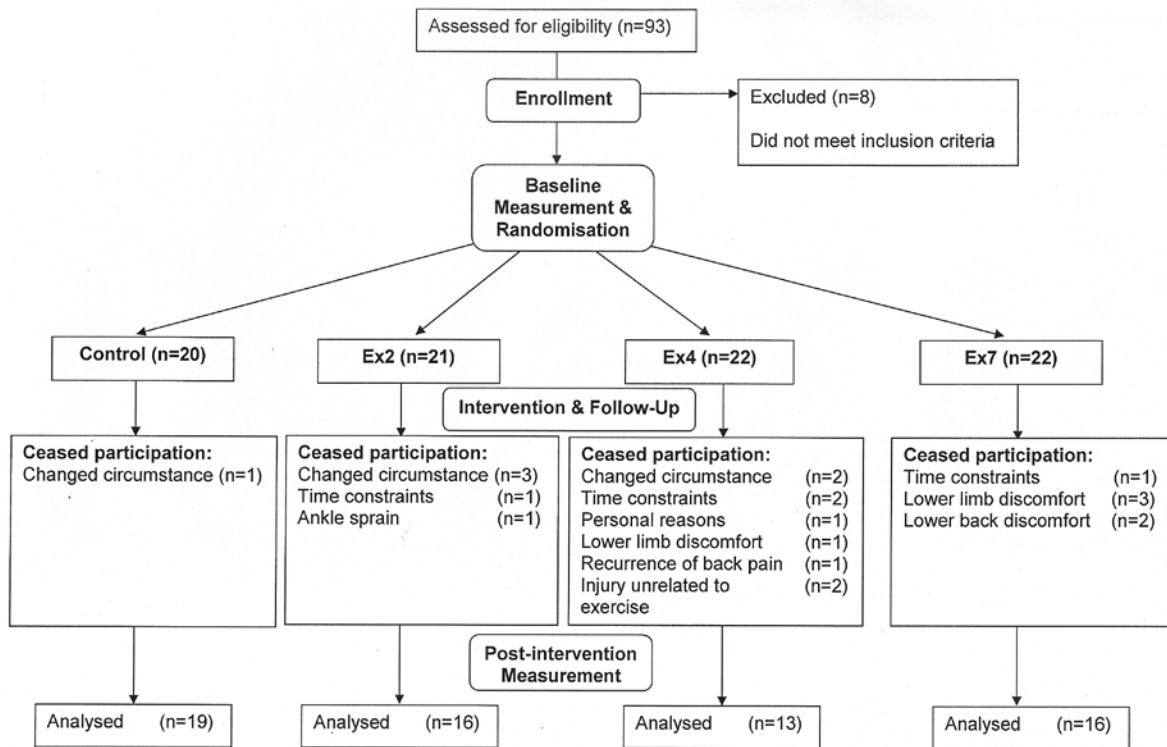 Assessed for eligibility (n=93)
Enrollment
Excluded (n=8)
Did not meet inclusion criteria
Baseline
Measurement &
Randomisation
Control (n=20)
Ex2 (n=21)
Ex4 (n=22)
Ex7 (n=22)
Intervention & Follow-Up
Ceased participation:
Changed circumstance (n=1)
Ceased participation:
Changed circumstance (n=3)
Time constraints (n=1)
Ankle sprain (n=1)
Ceased participation:
Changed circumstance (n=2)
Time constraints (n=2)
Personal reasons (n=1)
Lower limb discomfort (n=1)
Recurrence of back pain (n=1)
Injury unrelated to (n=2)
exercise
Ceased participation:
Time constraints (n=1)
Lower limb discomfort (n=3)
Lower back discomfort (n=2)
Post-intervention
Measurement
Analysed (n=19)
Analysed (n=16)
Analysed (n=13)
Analysed (n=16)